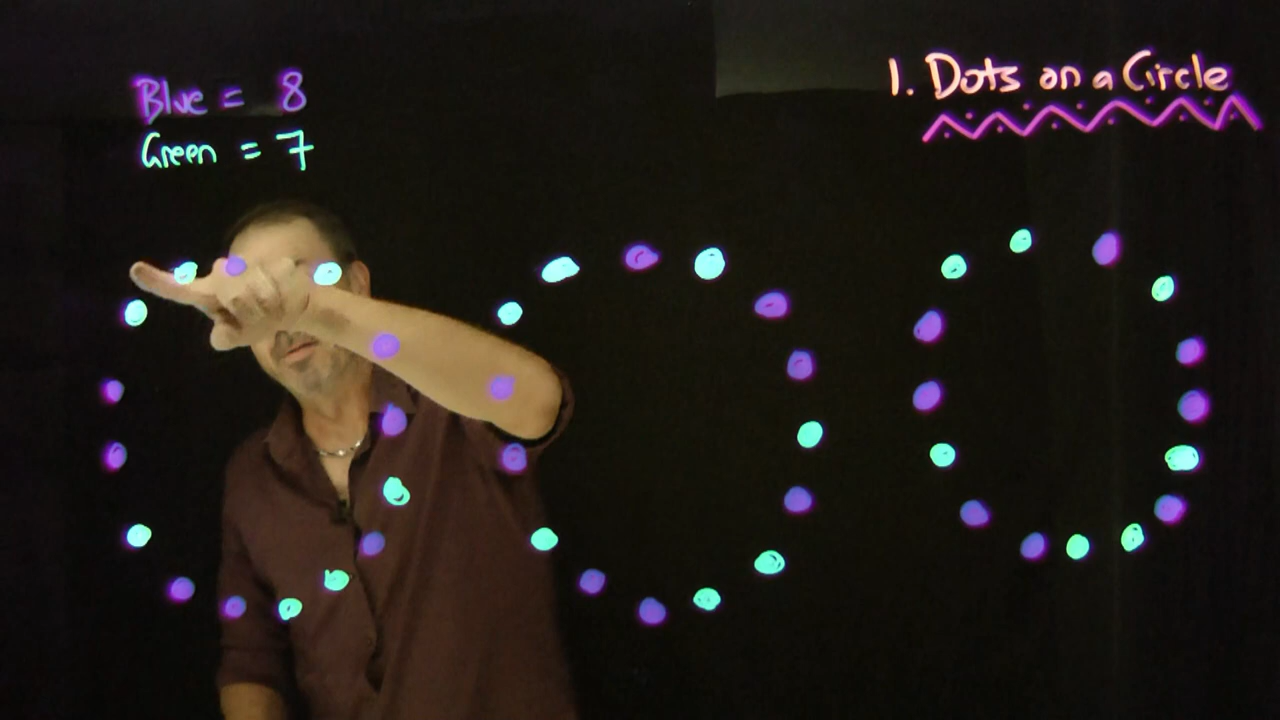 Blue = 8
Green = 7
1. Dots on a Circle